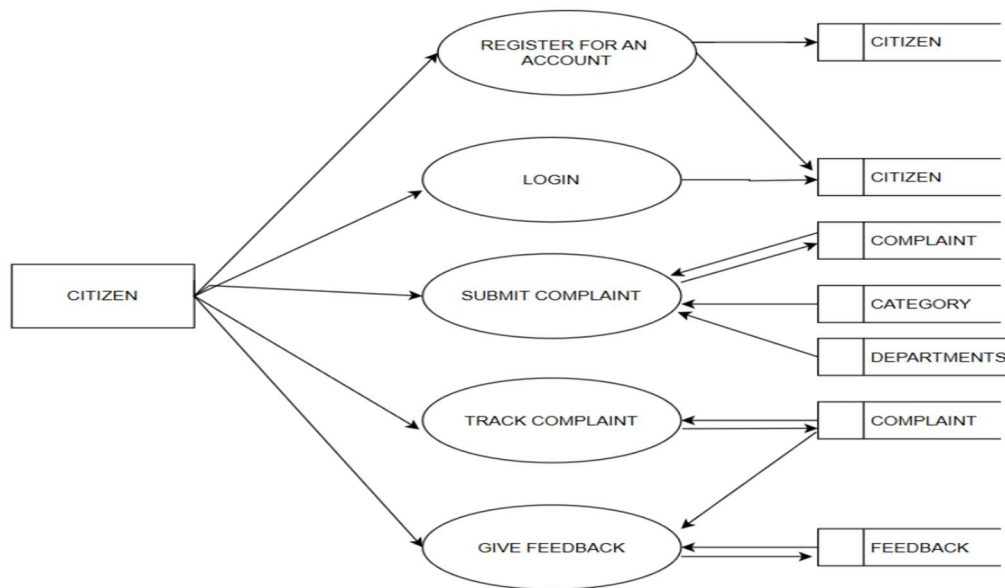 REGISTER FOR AN
ACCOUNT
CITIZEN
LOGIN
CITIZEN
COMPLAINT
CITIZEN
SUBMIT COMPLAINT
CATEGORY
DEPARTMENTS
TRACK COMPLAINT
COMPLAINT
GIVE FEEDBACK
FEEDBACK